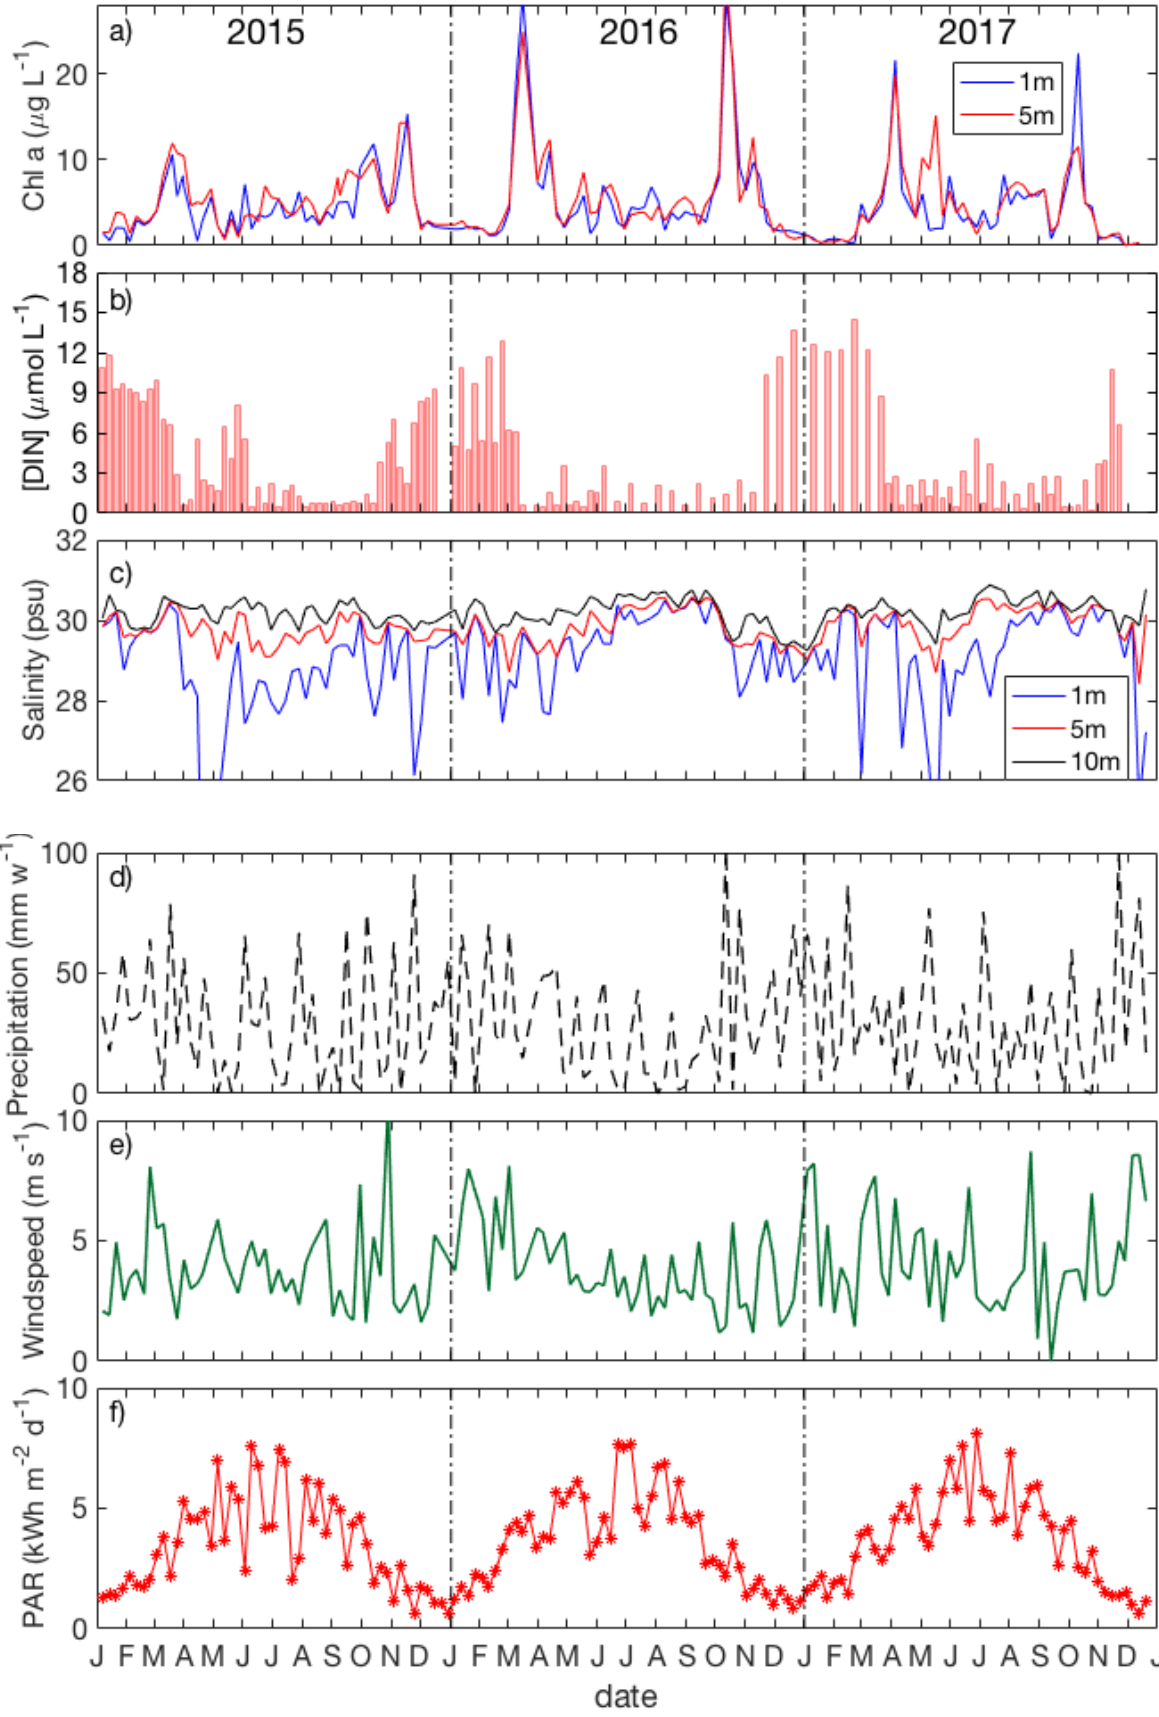 a) 2015 2016 2017
Chl a (μg L⁻¹)
20
10
0
1m
5m
b)
[DIN] (μmol L⁻¹)
18
15
12
9
6
3
0
c)
Salinity (psu)
32
30
28
26
1m
5m
10m
d)
Precipitation (mm w⁻¹)
100
50
0
e)
Windspeed (m s⁻¹)
10
5
0
f)
PAR (kWh m⁻² d⁻¹)
10
5
0
J F M A M J J A S O N D J F M A M J J A S O N D J F M A M J J A S O N D J
date